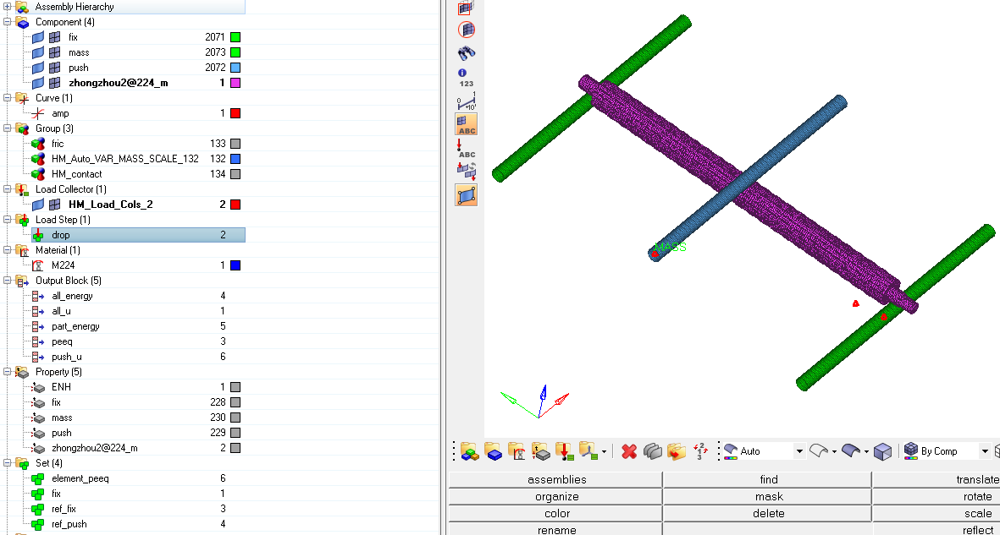 Assembly Hierarchy
Component (4)
fix 2071
mass 2073
push 2072
zhongzhou2@224_m 1
Curve (1)
amp 1
Group (3)
fric 133
HM_Auto_VAR_MASS_SCALE_132 132
HM_contact 134
Load Collector (1)
HM_Load_Cols_2 2
Load Step (1)
drop 2
Material (1)
M224 1
Output Block (5)
all_energy 4
all_u 1
part_energy 5
peeq 3
push_u 6
Property (5)
ENH 1
fix 228
mass 230
push 229
zhongzhou2@224_m 2
Set (4)
element_peeq 6
fix 1
ref_fix 3
ref_push 4
123
ABC
ABC
MASS
Auto
By Comp
assemblies find translate
organize mask rotate
color delete scale
rename reflect